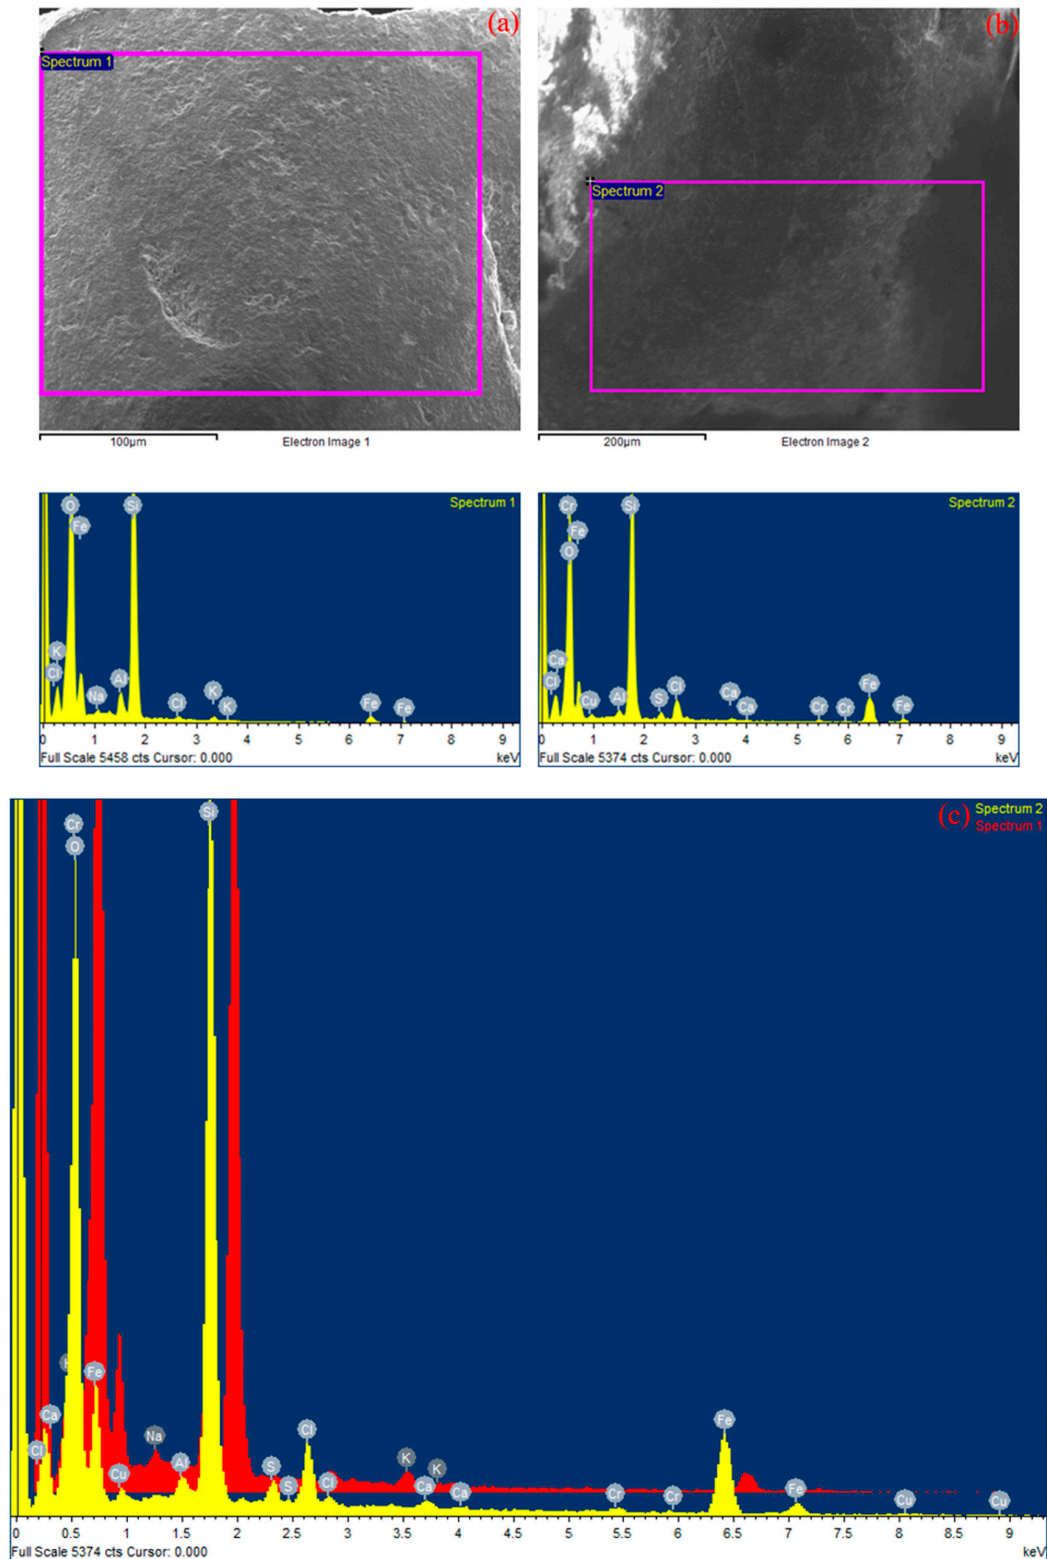 (a)
Spectrum 1
100µm
Electron Image 1
(b)
Spectrum 2
200µm
Electron Image 2
Spectrum 1
O
Si
Fe
K
Cl
Na
Al
Cl
K
K
Fe
Fe
0 1 2 3 4 5 6 7 8 9
Full Scale 5458 cts Cursor: 0.000 keV
Spectrum 2
Cr
Si
Fe
O
Ca
Cl
Cu
Al
S
Cl
Ca
Ca
Cr
Cr
Fe
Fe
0 1 2 3 4 5 6 7 8 9
Full Scale 5374 cts Cursor: 0.000 keV
(c)
Spectrum 2
Spectrum 1
Cr
O
Si
Fe
Ca
Cl
Cu
Na
Al
S
S
Cl
Cl
K
K
Ca
Ca
Cr
Cr
Fe
Fe
Cu
Cu
0 0.5 1 1.5 2 2.5 3 3.5 4 4.5 5 5.5 6 6.5 7 7.5 8 8.5 9
Full Scale 5374 cts Cursor: 0.000 keV